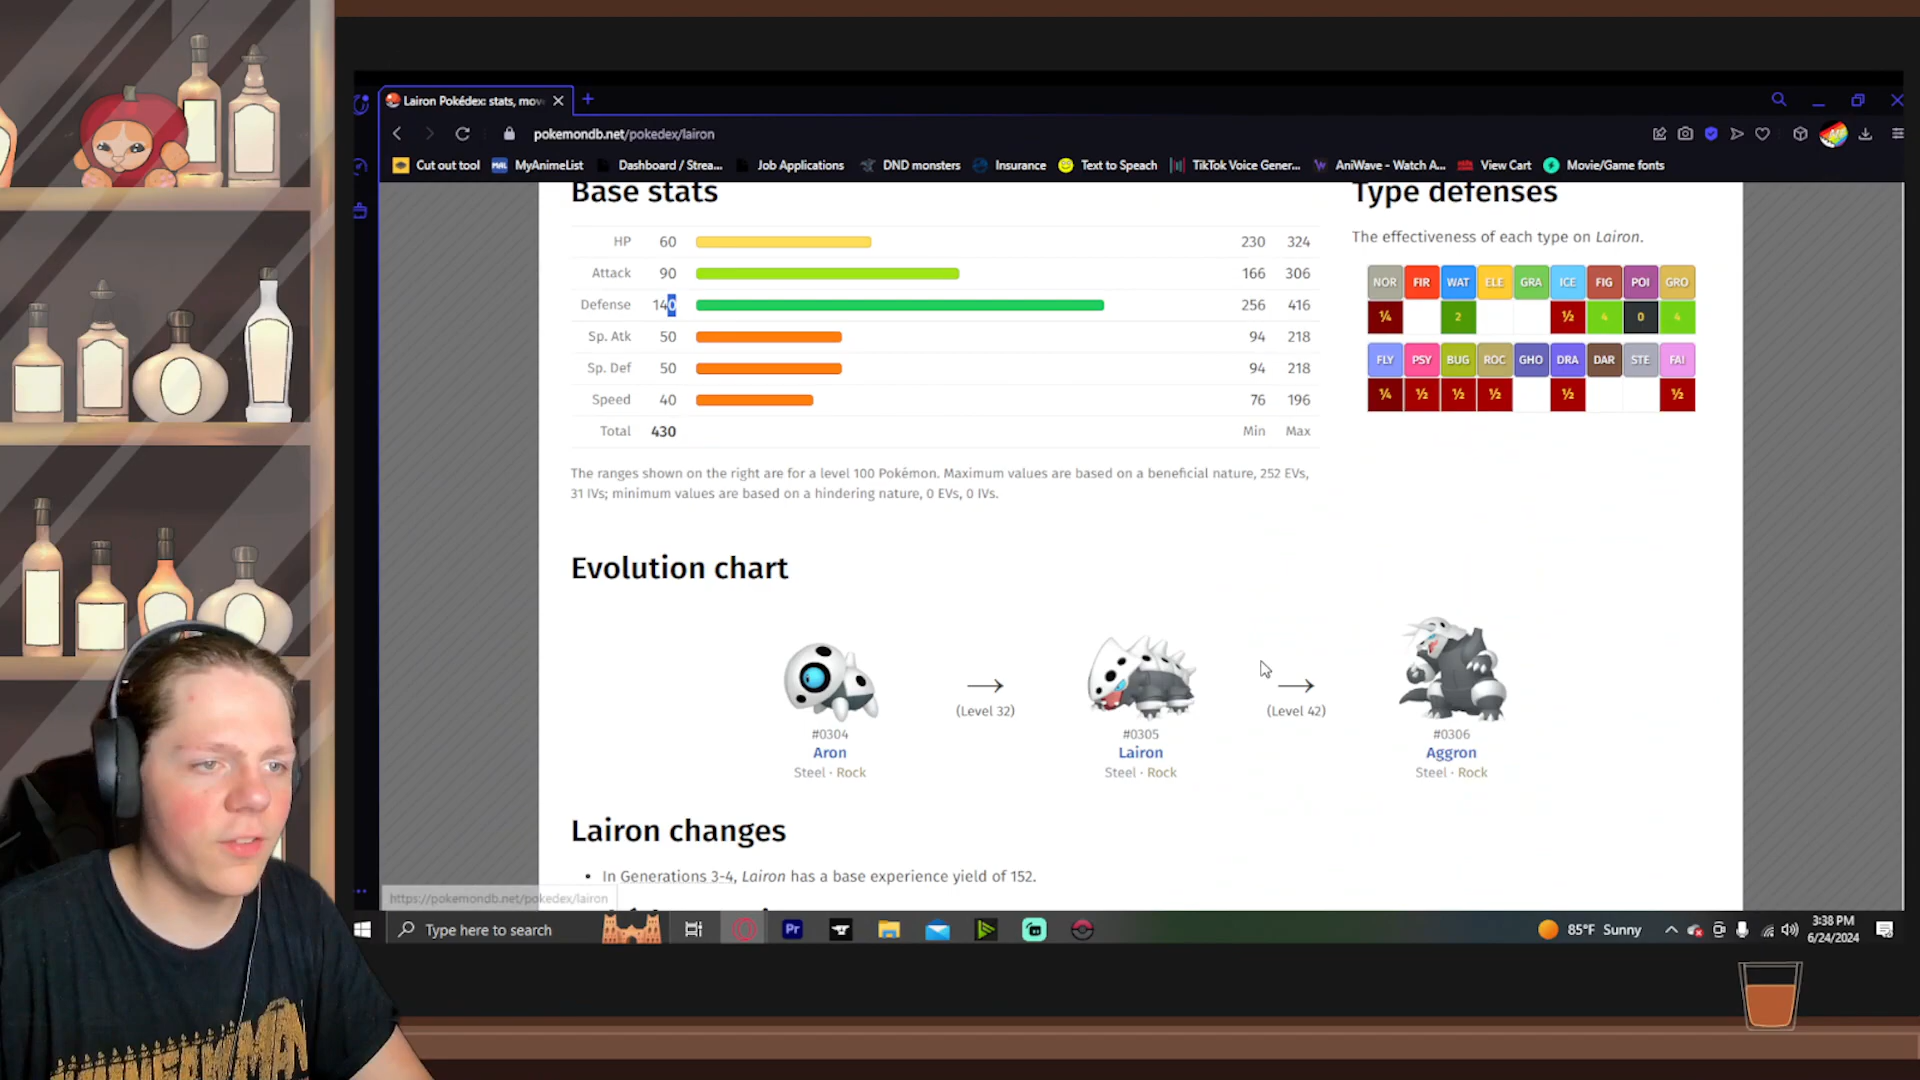 Lairon Pokédex: stats, mov
pokemondb.net/pokedex/lairon
Cut out tool MyAnimeList Dashboard / Strea... Job Applications DND monsters Insurance Text to Speach TikTok Voice Gener... AniWave - Watch A... View Cart Movie/Game fonts
Base stats
HP 60 230 324
Attack 90 166 306
Defense 140 256 416
Sp. Atk 50 94 218
Sp. Def 50 94 218
Speed 40 76 196
Total 430 Min Max
The ranges shown on the right are for a level 100 Pokémon. Maximum values are based on a beneficial nature, 252 EVs,
31 IVs; minimum values are based on a hindering nature, 0 EVs, 0 IVs.
Type defenses
The effectiveness of each type on Lairon.
NOR FIR WAT ELE GRA ICE FIG POI GRO
¼ 2 ½ 4 0 4
FLY PSY BUG ROC GHO DRA DAR STE FAI
¼ ½ ½ ½ ½ ½
Evolution chart
(Level 32) (Level 42)
#0304 #0305 #0306
Aron Lairon Aggron
Steel · Rock Steel · Rock Steel · Rock
Lairon changes
• In Generations 3-4, Lairon has a base experience yield of 152.
https://pokemondb.net/pokedex/lairon
Type here to search
Pr
85°F Sunny
3:38 PM
6/24/2024